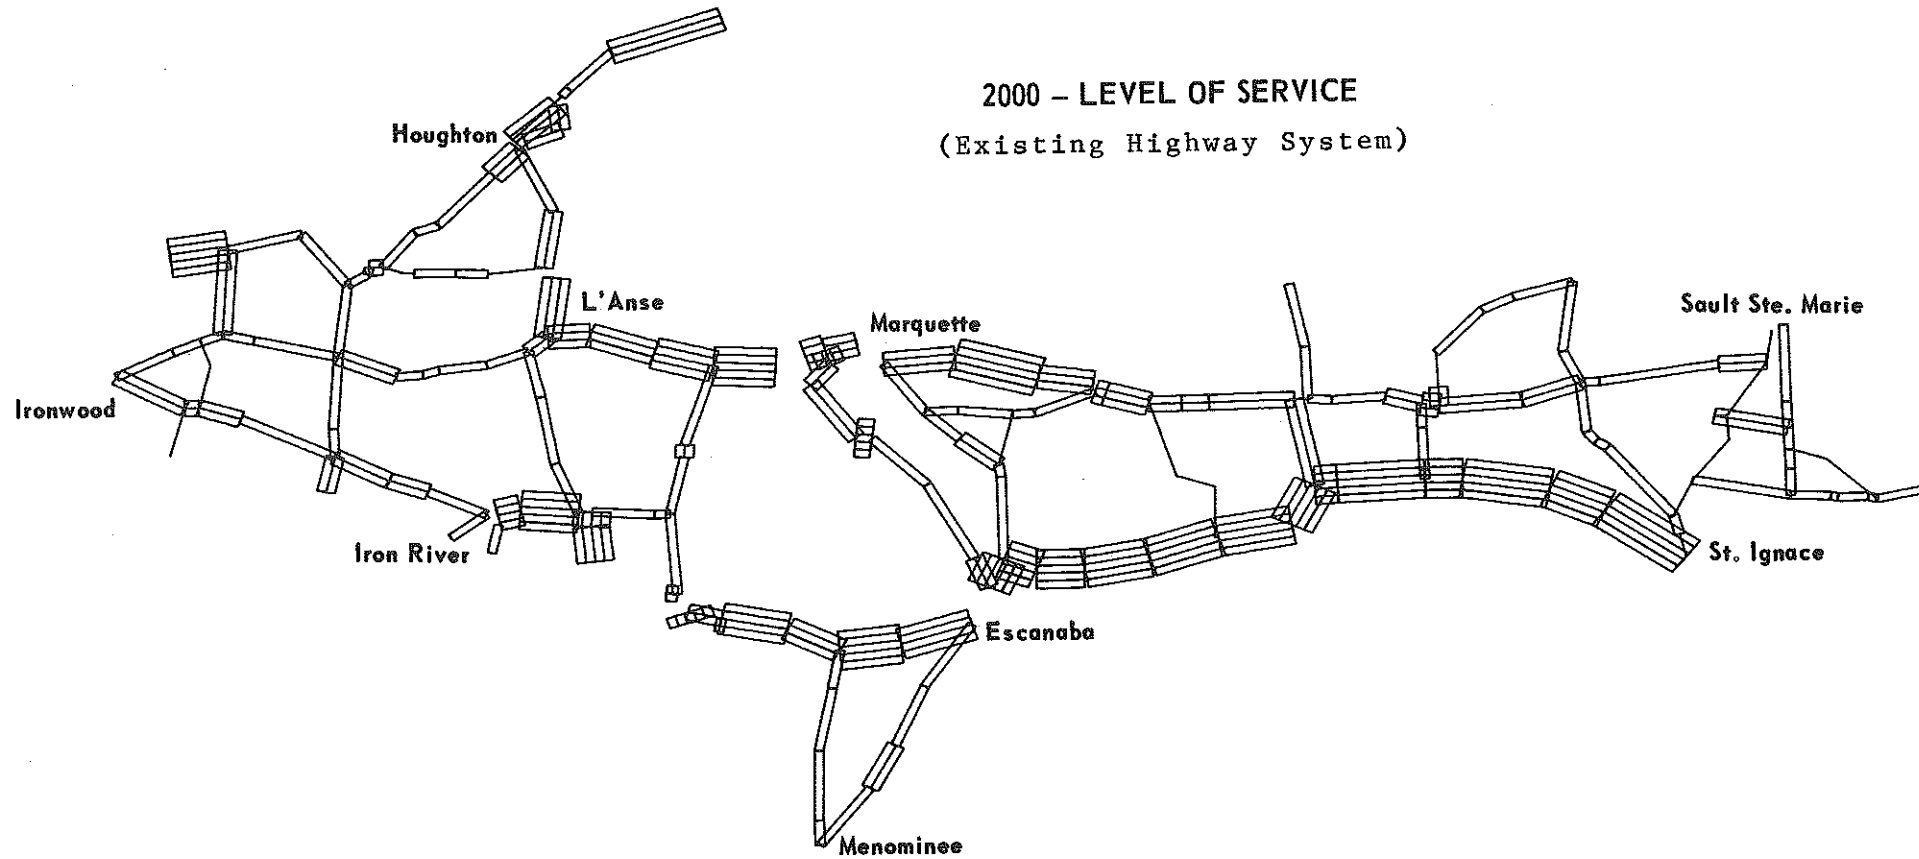 2000 – LEVEL OF SERVICE
(Existing Highway System)
Houghton
L'Anse
Marquette
Sault Ste. Marie
Ironwood
Iron River
St. Ignace
Escanaba
Menominee